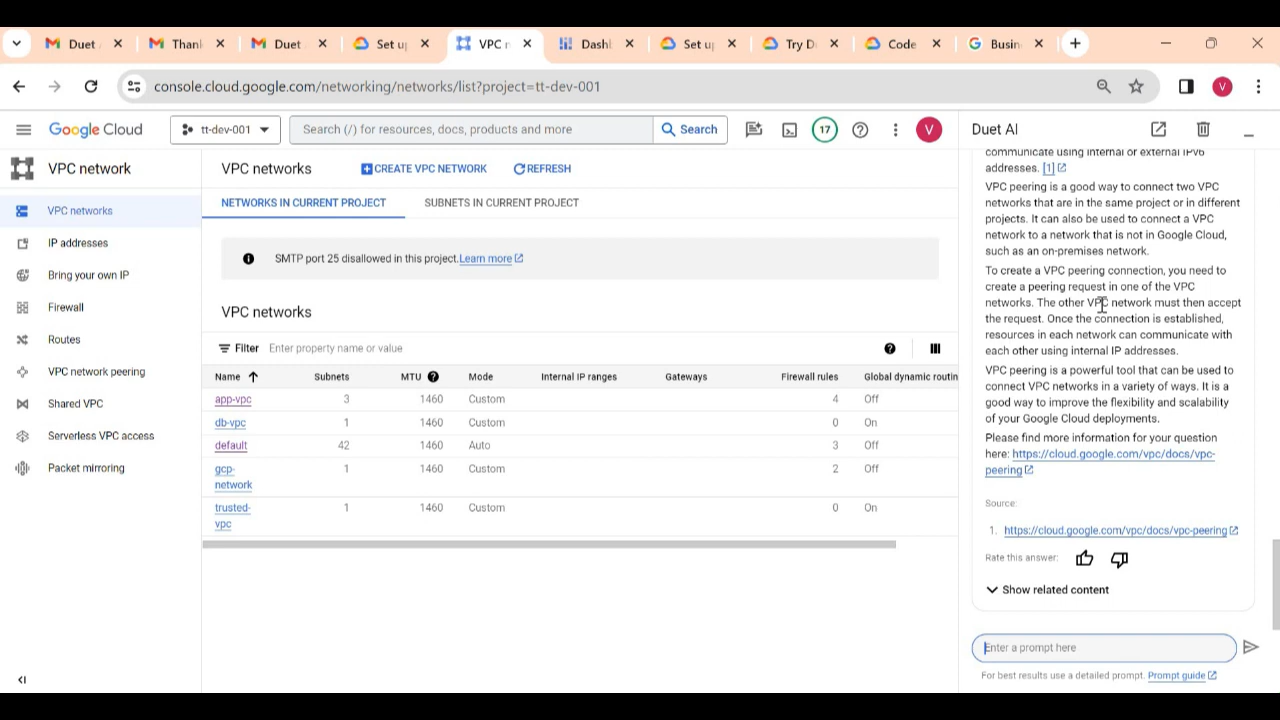 Duet
Thanl
Duet
Set u
VPC n
Dashl
Set u
Try D
Code
Busin
console.cloud.google.com/networking/networks/list?project=tt-dev-001
V
Google Cloud
tt-dev-001
Search (/) for resources, docs, products and more
Search
17
V
Duet AI
VPC network
VPC networks
IP addresses
Bring your own IP
Firewall
Routes
VPC network peering
Shared VPC
Serverless VPC access
Packet mirroring
VPC networks
CREATE VPC NETWORK
REFRESH
NETWORKS IN CURRENT PROJECT
SUBNETS IN CURRENT PROJECT
SMTP port 25 disallowed in this project. Learn more
VPC networks
Filter Enter property name or value
Name Subnets MTU Mode Internal IP ranges Gateways Firewall rules Global dynamic routin
app-vpc 3 1460 Custom 4 Off
db-vpc 1 1460 Custom 0 On
default 42 1460 Auto 3 Off
gcp-
network 1 1460 Custom 2 Off
trusted-
vpc 1 1460 Custom 0 On
communicate using internal or external IPv6
addresses. [1]
VPC peering is a good way to connect two VPC
networks that are in the same project or in different
projects. It can also be used to connect a VPC
network to a network that is not in Google Cloud,
such as an on-premises network.
To create a VPC peering connection, you need to
create a peering request in one of the VPC
networks. The other VPC network must then accept
the request. Once the connection is established,
resources in each network can communicate with
each other using internal IP addresses.
VPC peering is a powerful tool that can be used to
connect VPC networks in a variety of ways. It is a
good way to improve the flexibility and scalability
of your Google Cloud deployments.
Please find more information for your question
here: https://cloud.google.com/vpc/docs/vpc-
peering
Source:
1. https://cloud.google.com/vpc/docs/vpc-peering
Rate this answer:
Show related content
Enter a prompt here
For best results use a detailed prompt. Prompt guide